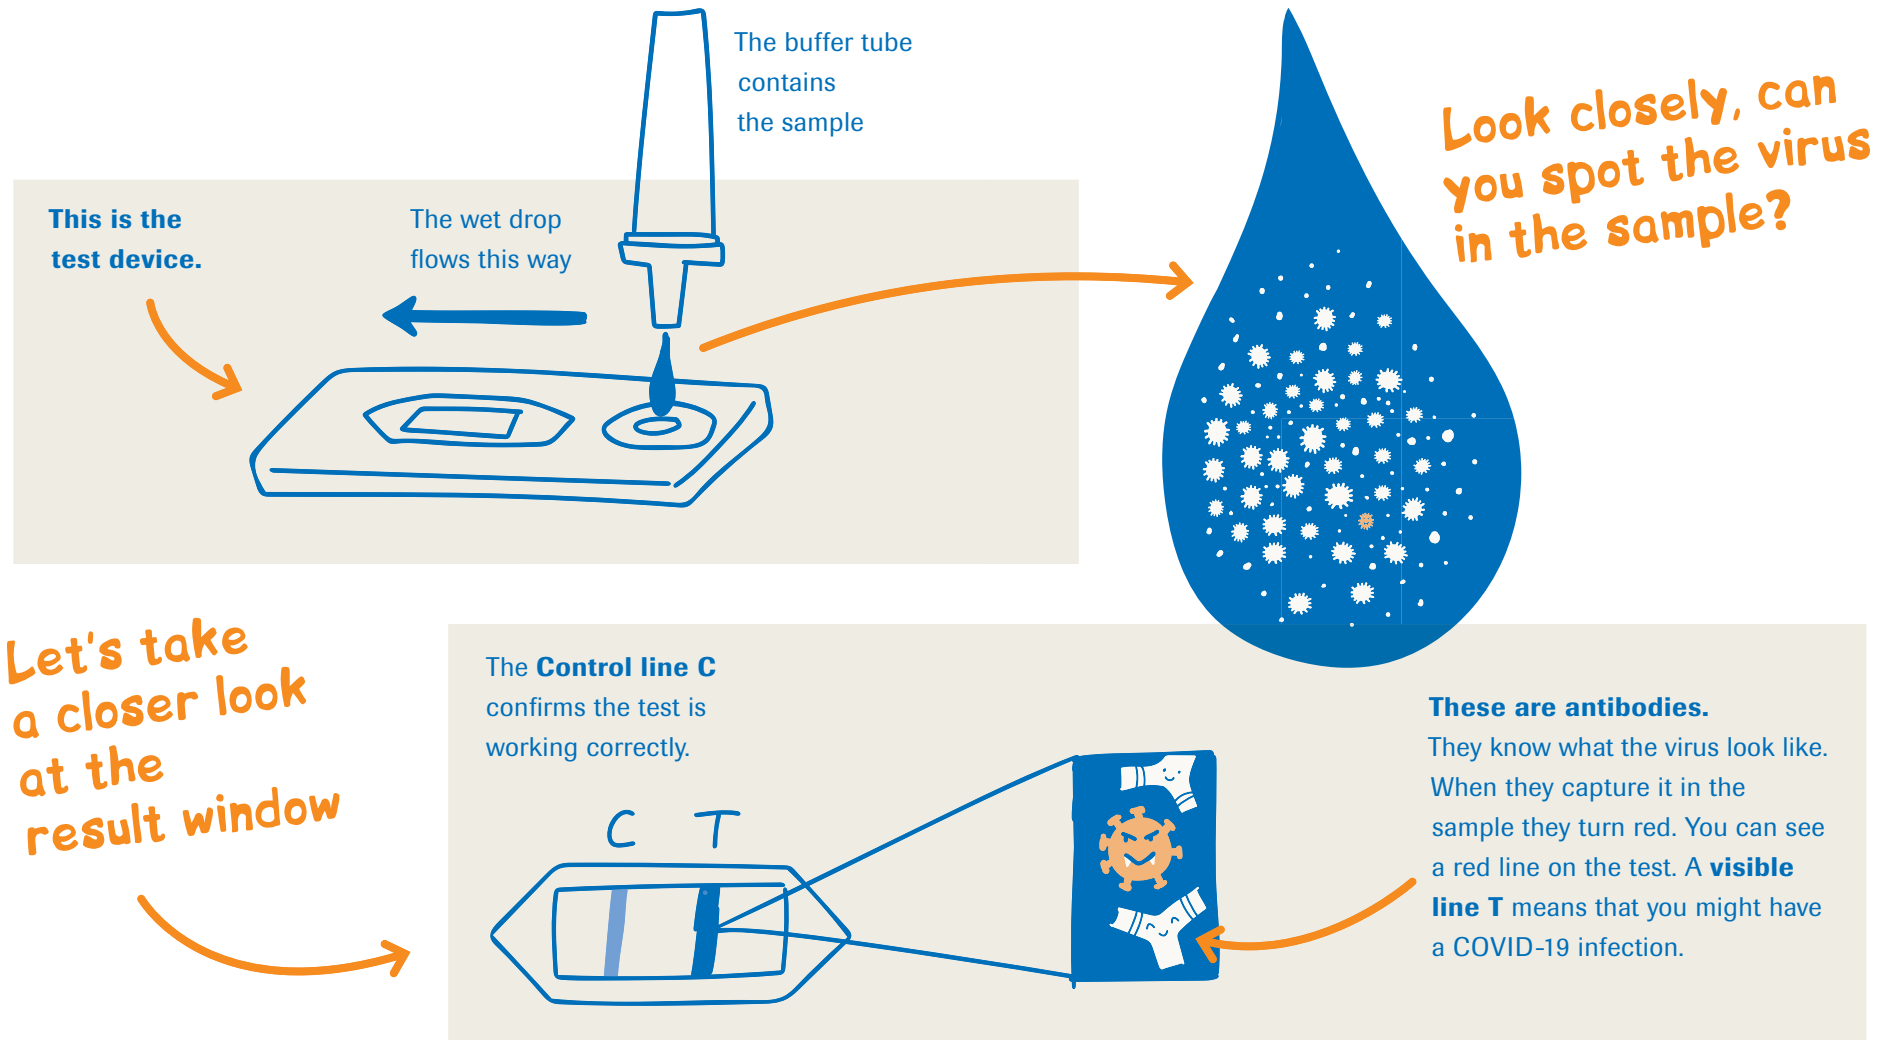 The buffer tube
contains
the sample
Look closely, can
you spot the virus
in the sample?
This is the
test device.
The wet drop
flows this way
Let's take
a closer look
at the
result window
The Control line C
confirms the test is
working correctly.
C T
These are antibodies.
They know what the virus look like.
When they capture it in the
sample they turn red. You can see
a red line on the test. A visible
line T means that you might have
a COVID-19 infection.